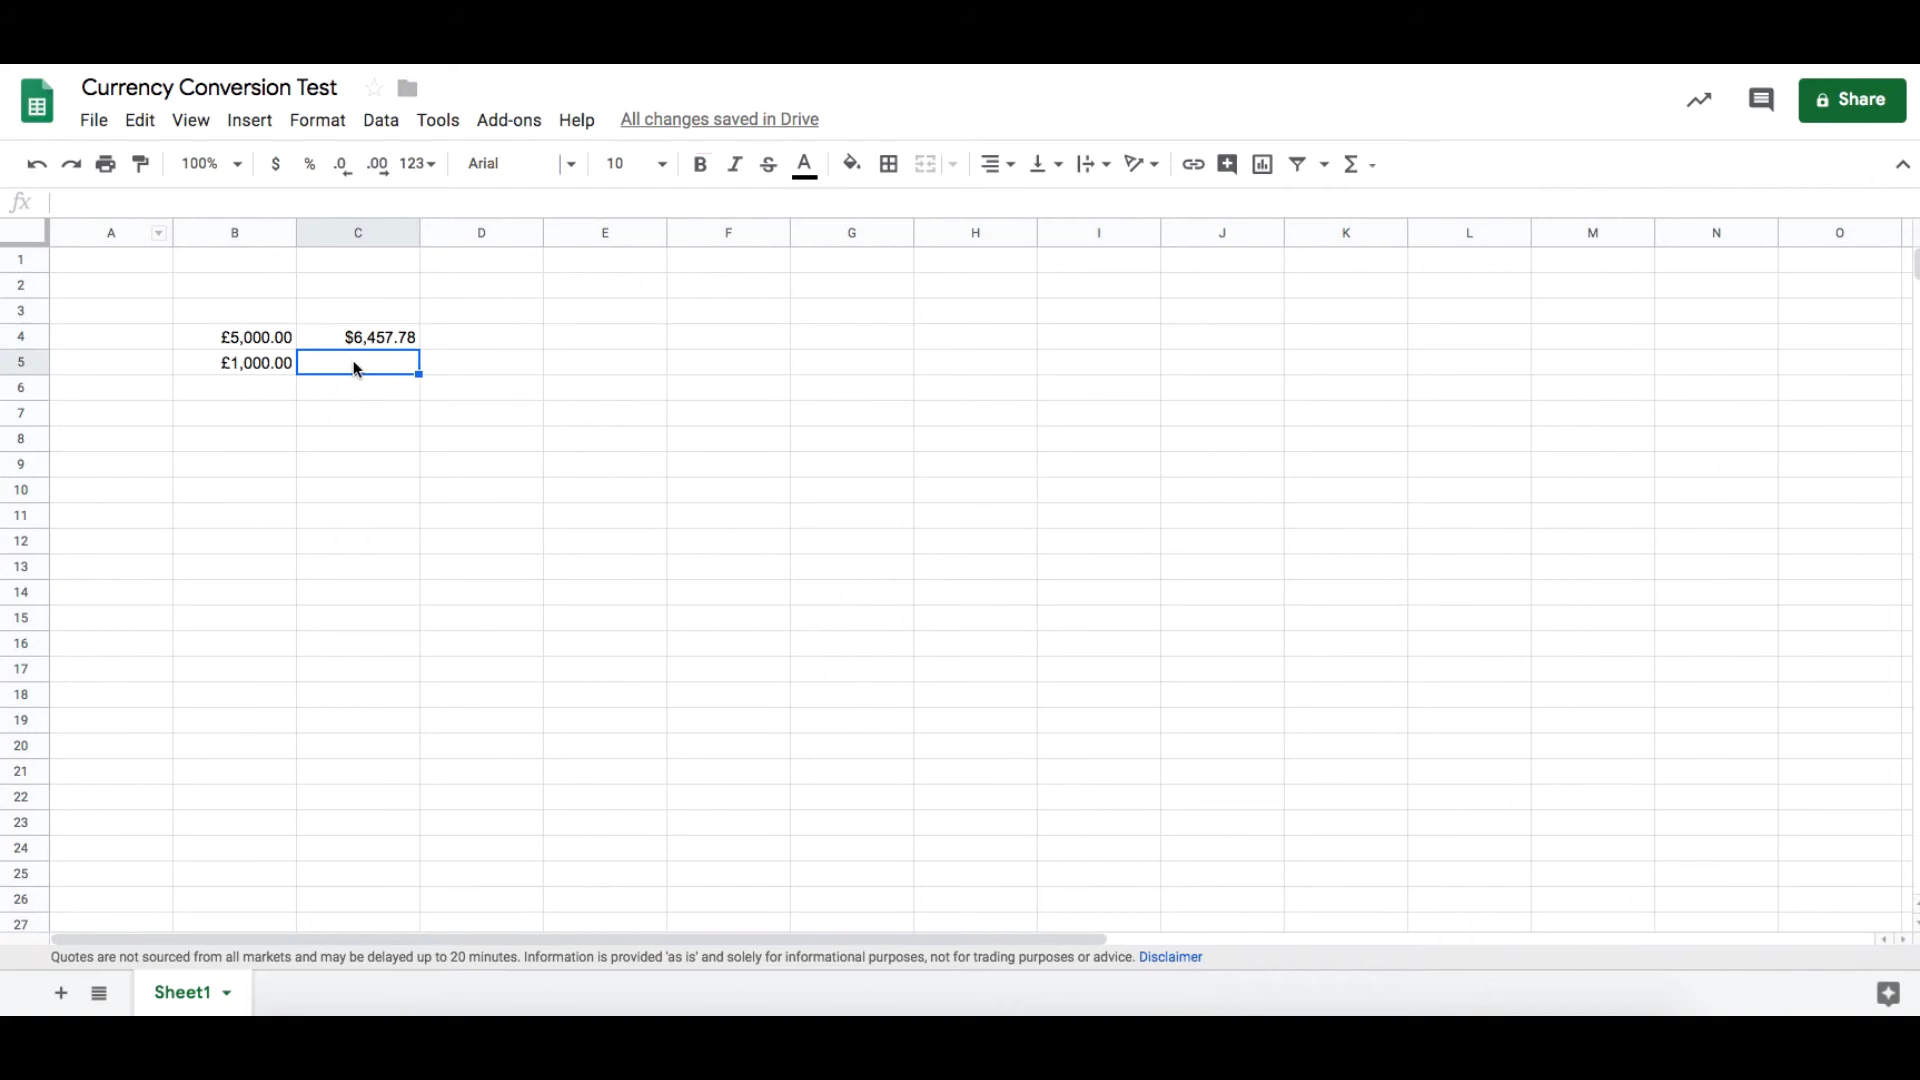 Currency Conversion Test
File Edit View Insert Format Data Tools Add-ons Help All changes saved in Drive
Share
100% $ % .0 .00 123 Arial 10 B I S A Σ
fx
A B C D E F G H I J K L M N O
1
2
3
4 £5,000.00 $6,457.78
5 £1,000.00
6
7
8
9
10
11
12
13
14
15
16
17
18
19
20
21
22
23
24
25
26
27
Quotes are not sourced from all markets and may be delayed up to 20 minutes. Information is provided 'as is' and solely for informational purposes, not for trading purposes or advice. Disclaimer
+ Sheet1